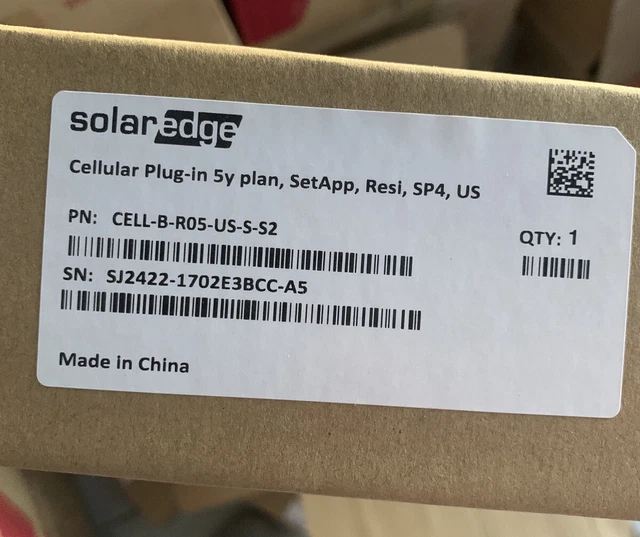 solaredge
Cellular Plug-in 5y plan, SetApp, Resi, SP4, US
PN: CELL-B-R05-US-S-S2
QTY: 1
SN: SJ2422-1702E3BCC-A5
Made in China